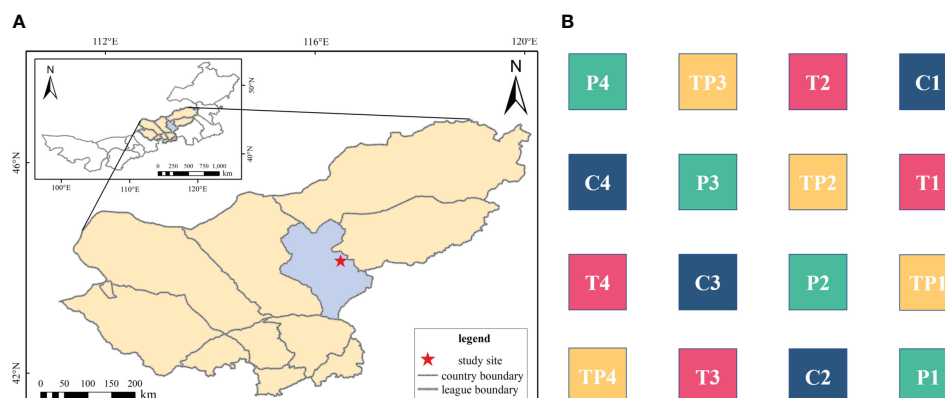 A
B
112°E
116°E
120°E
N
50°N
40°N
0 250 500 750 1,000
km
100°E
110°E
120°E
N
46°N
42°N
legend
study site
country boundary
league boundary
0 50 100 150 200
km
P4 TP3 T2 C1
C4 P3 TP2 T1
T4 C3 P2 TP1
TP4 T3 C2 P1